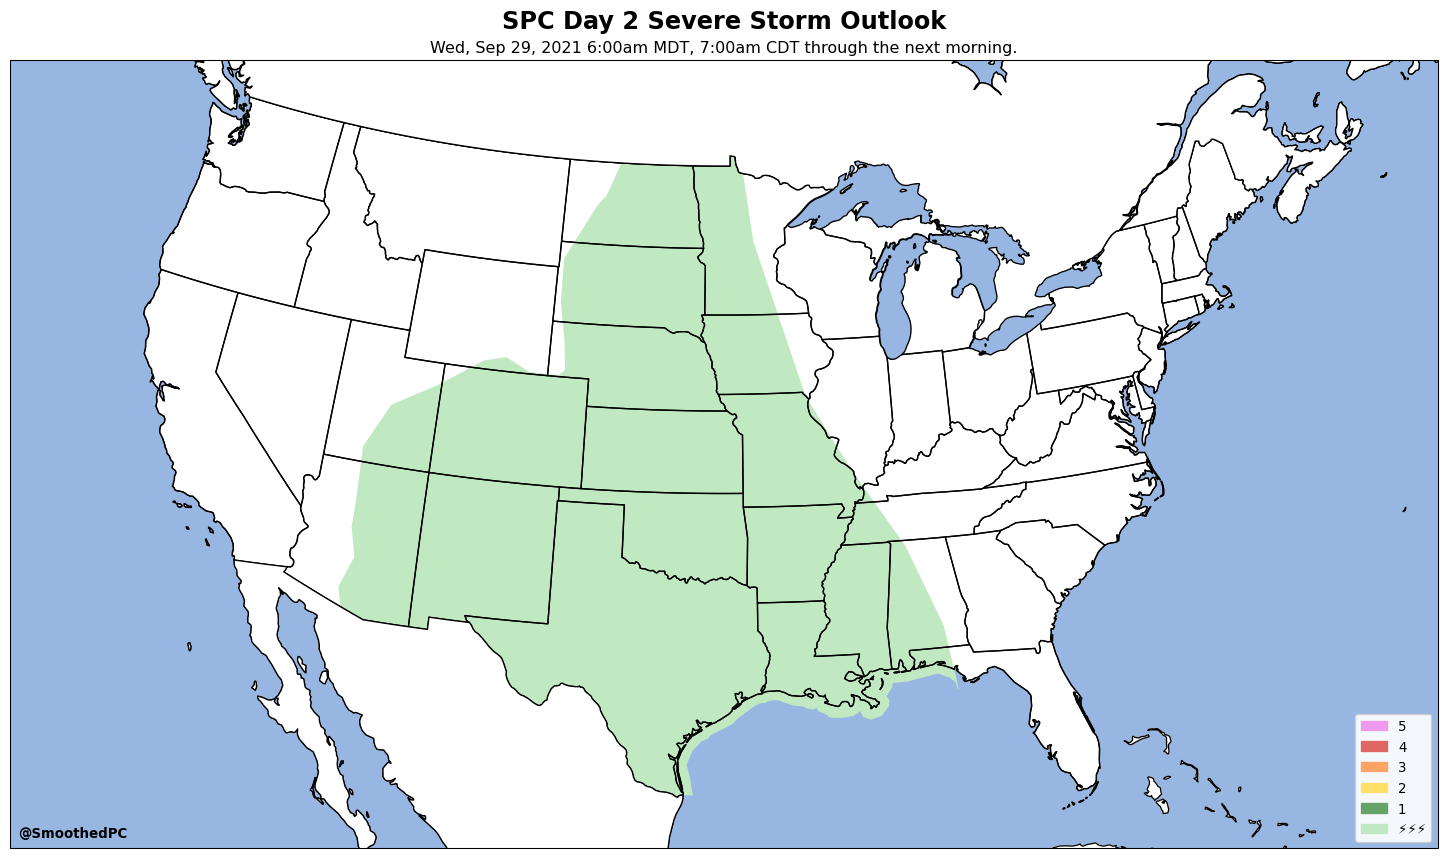 SPC Day 2 Severe Storm Outlook
Wed, Sep 29, 2021 6:00am MDT, 7:00am CDT through the next morning.
5
4
3
2
1
⚡⚡⚡
@SmoothedPC